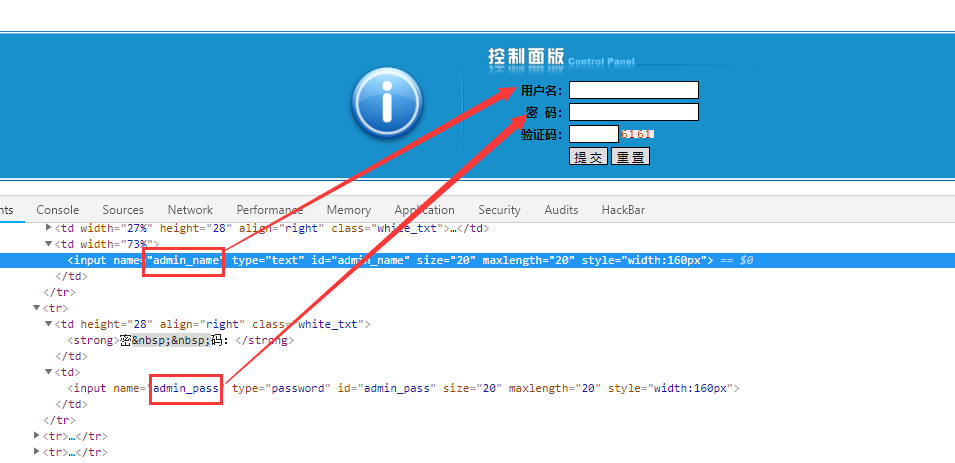 控制面版 Control Panel
用户名:
密 码:
验证码: 6161
提 交 重 置
nts Console Sources Network Performance Memory Application Security Audits HackBar
▶<td width="27%" height="28" align="right" class="white_txt">…</td>
▼<td width="73%">
<input name="admin_name" type="text" id="admin_name" size="20" maxlength="20" style="width:160px"> == $0
</td>
</tr>
▼<tr>
▼<td height="28" align="right" class="white_txt">
<strong>密&nbsp;&nbsp;码: </strong>
</td>
▼<td>
<input name="admin_pass" type="password" id="admin_pass" size="20" maxlength="20" style="width:160px">
</td>
</tr>
▶<tr>…</tr>
▶<tr>…</tr>